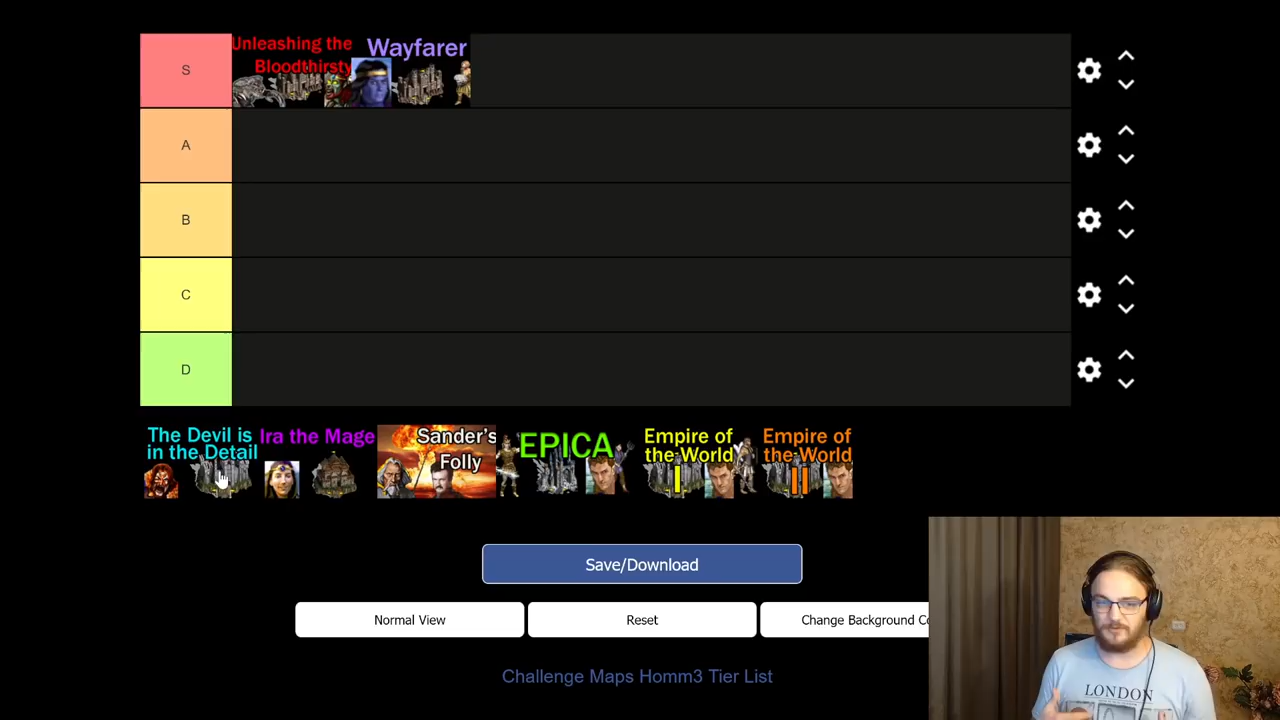 S
Unleashing the
Bloodthirsty
Wayfarer
A
B
C
D
The Devil is
in the Detail
Ira the Mage
Sander's
Folly
EPICA
Empire of
the World
I
Empire of
the World
II
Save/Download
Normal View
Reset
Change Background Co
Challenge Maps Homm3 Tier List
LONDON